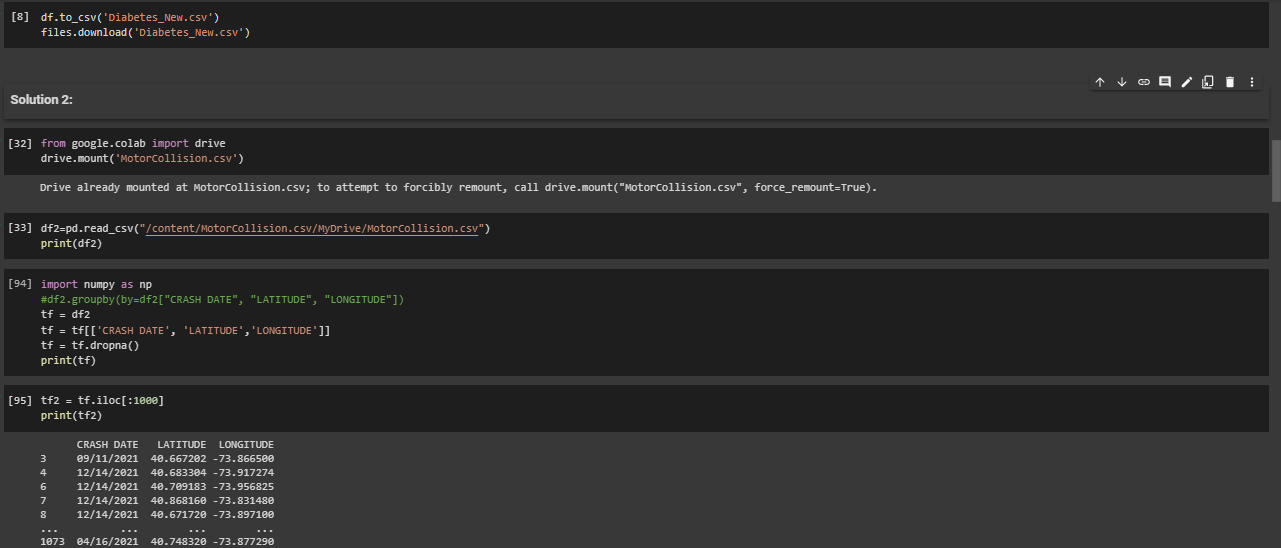 [8] df.to_csv('Diabetes_New.csv')
files.download('Diabetes_New.csv')
Solution 2:
[32] from google.colab import drive
drive.mount('MotorCollision.csv')
Drive already mounted at MotorCollision.csv; to attempt to forcibly remount, call drive.mount("MotorCollision.csv", force_remount=True).
[33] df2=pd.read_csv("/content/MotorCollision.csv/MyDrive/MotorCollision.csv")
print(df2)
[94] import numpy as np
#df2.groupby(by=df2["CRASH DATE", "LATITUDE", "LONGITUDE"])
tf = df2
tf = tf[['CRASH DATE', 'LATITUDE','LONGITUDE']]
tf = tf.dropna()
print(tf)
[95] tf2 = tf.iloc[:1000]
print(tf2)
CRASH DATE LATITUDE LONGITUDE
3 09/11/2021 40.667202 -73.866500
4 12/14/2021 40.683304 -73.917274
6 12/14/2021 40.709183 -73.956825
7 12/14/2021 40.868160 -73.831480
8 12/14/2021 40.671720 -73.897100
... ... ... ...
1073 04/16/2021 40.748320 -73.877290